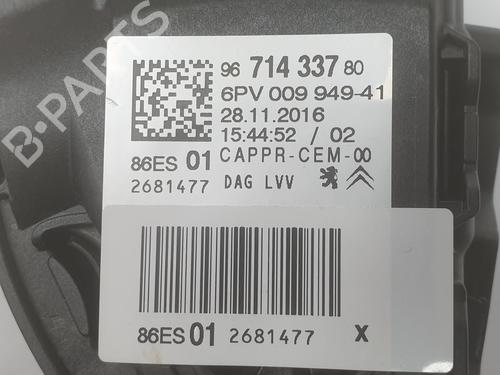 96 714 337 80
6PV 009 949-41
28.11.2016
15:44:52 / 02
86ES 01 CAPPR-CEM-00
2681477 DAG LVV
86ES 01 2681477 X
B-PARTS